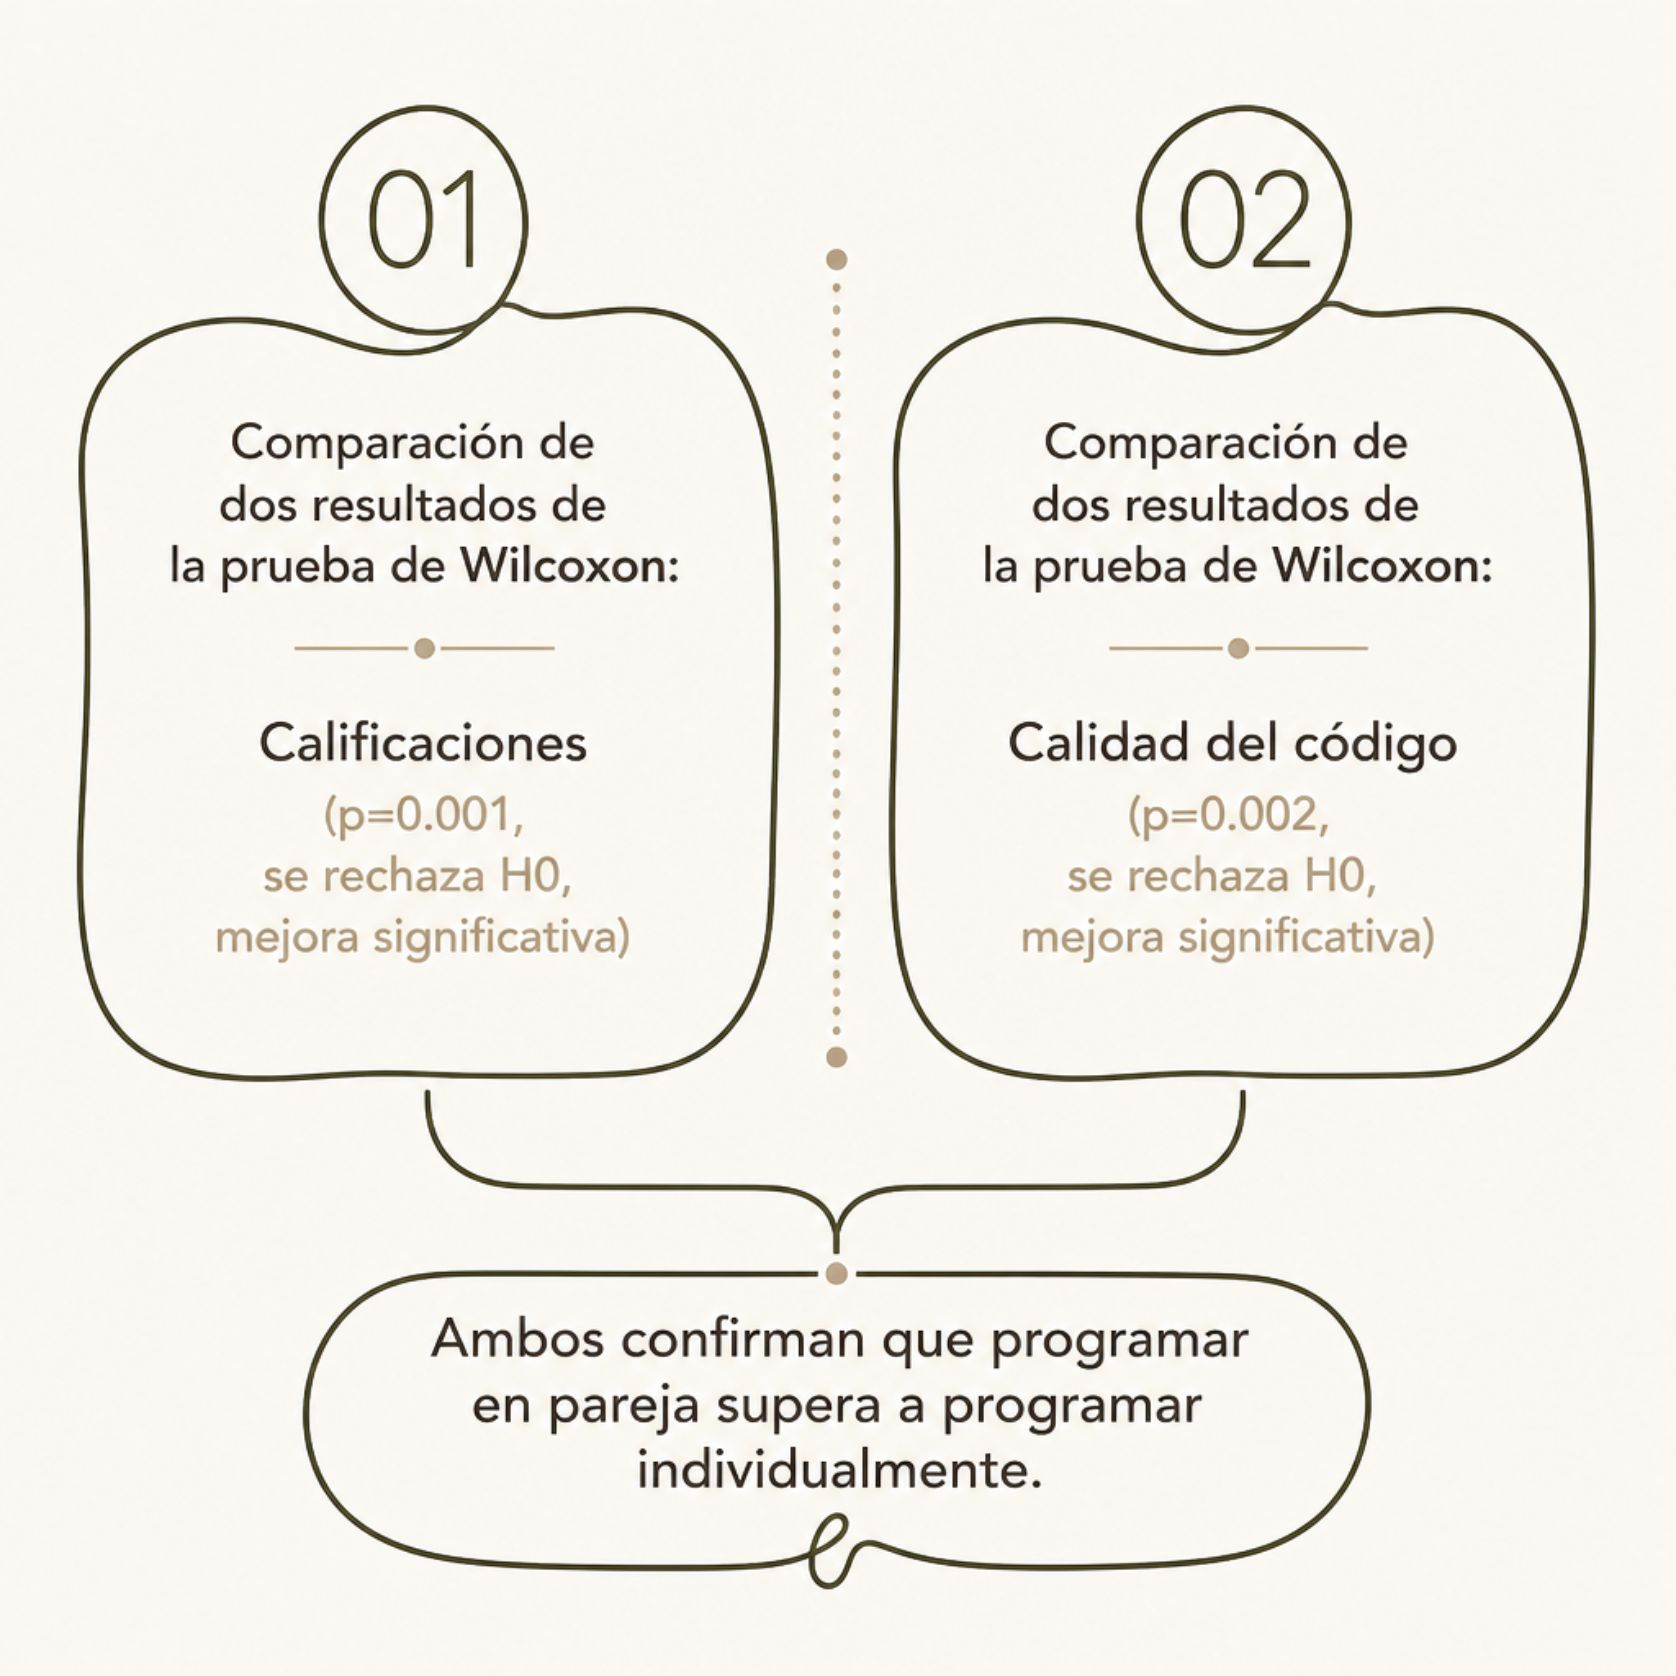 01
Comparación de
dos resultados de
la prueba de Wilcoxon:
Calificaciones
(p=0.001,
se rechaza H0,
mejora significativa)
02
Comparación de
dos resultados de
la prueba de Wilcoxon:
Calidad del código
(p=0.002,
se rechaza H0,
mejora significativa)
Ambos confirman que programar
en pareja supera a programar
individualmente.